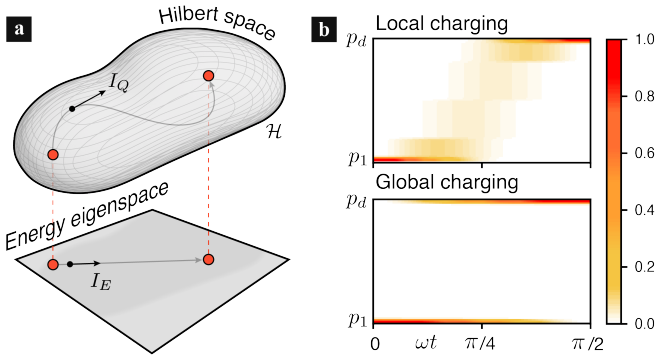 a
Hilbert space
I_Q
ℋ
Energy eigenspace
I_E
b
Local charging
p_d
p_1
Global charging
p_d
p_1
0 ωt π/4 π/2
1.0
0.8
0.6
0.4
0.2
0.0